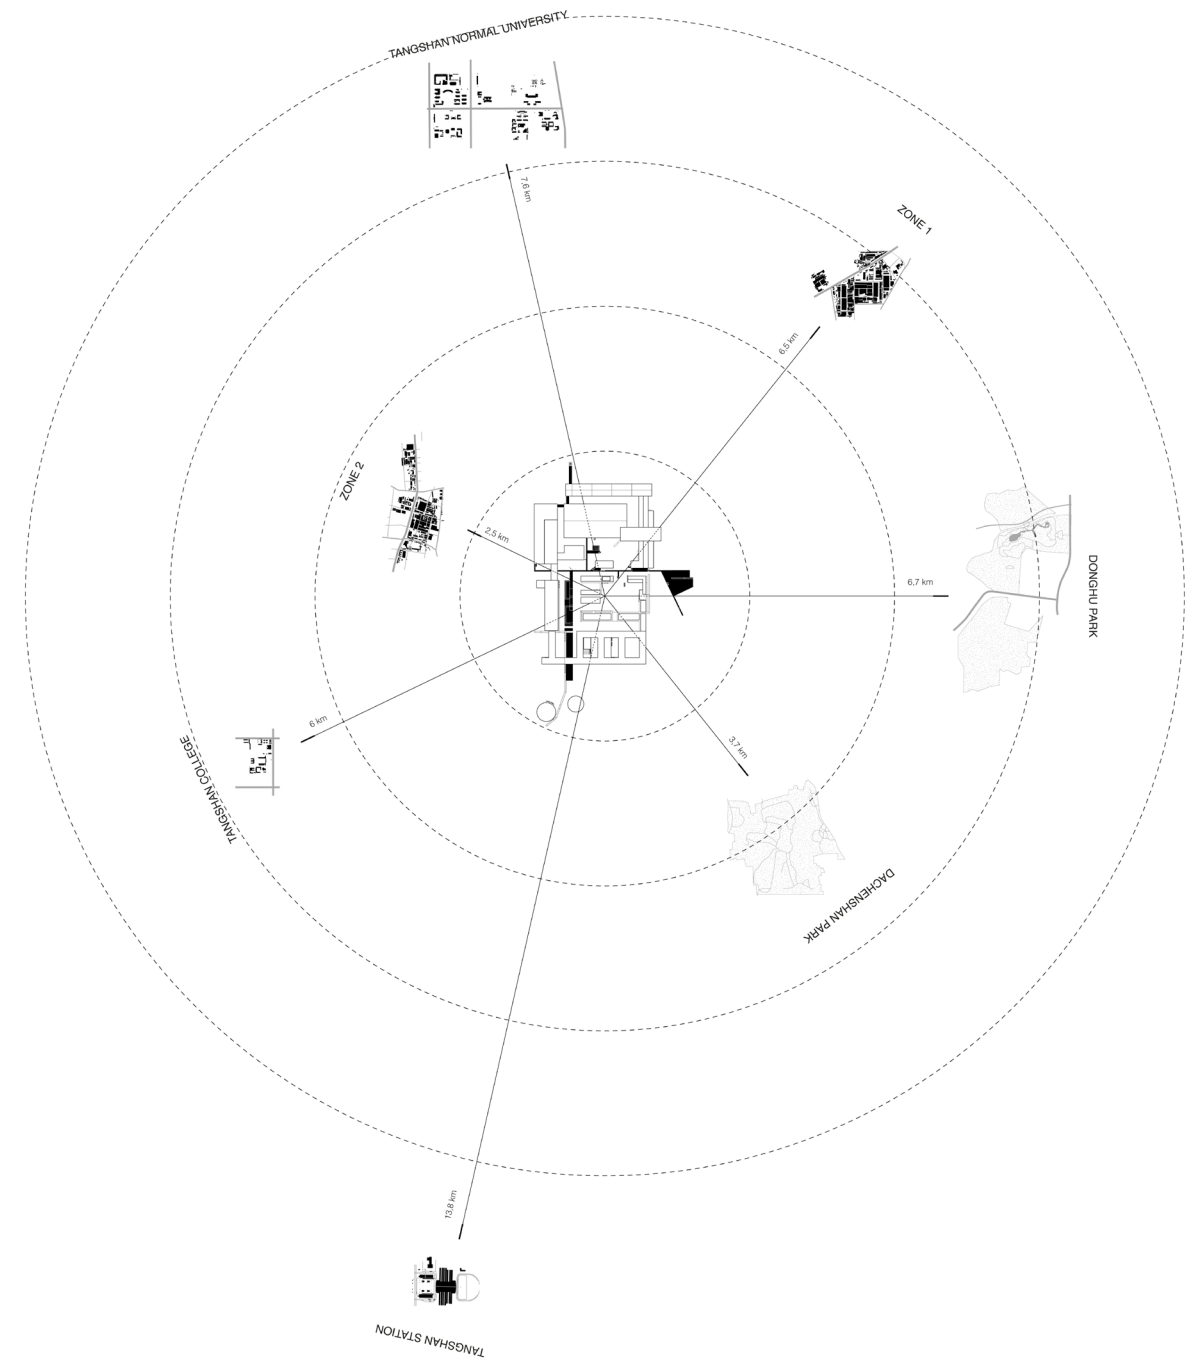 TANGSHAN NORMAL UNIVERSITY
7,6 km
ZONE 1
6,5 km
ZONE 2
2,5 km
6,7 km
DONGHU PARK
6 km
TANGSHAN COLLEGE
3,7 km
DACHENSHAN PARK
13,8 km
TANGSHAN STATION